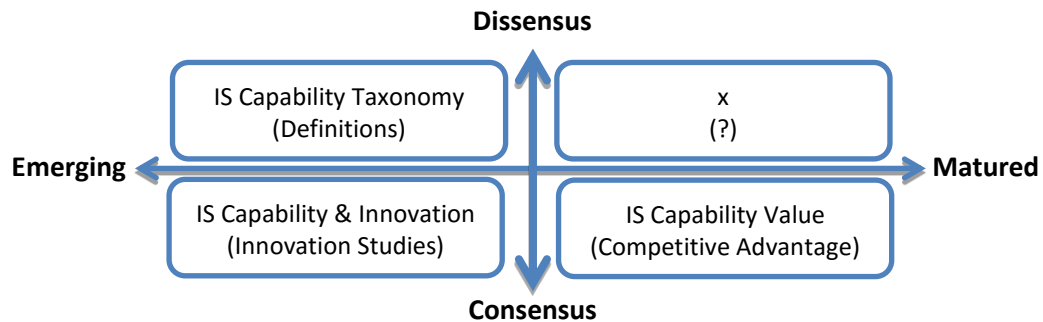 Dissensus
IS Capability Taxonomy
(Definitions)
x
(?)
Emerging
Matured
IS Capability & Innovation
(Innovation Studies)
IS Capability Value
(Competitive Advantage)
Consensus